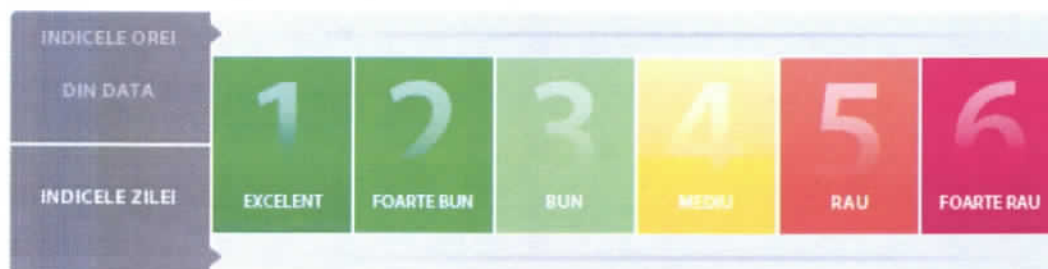 INDICELE OREI
DIN DATA
INDICELE ZILEI
1 2 3 4 5 6
EXCELENT FOARTE BUN BUN MEDIU RAU FOARTE RAU